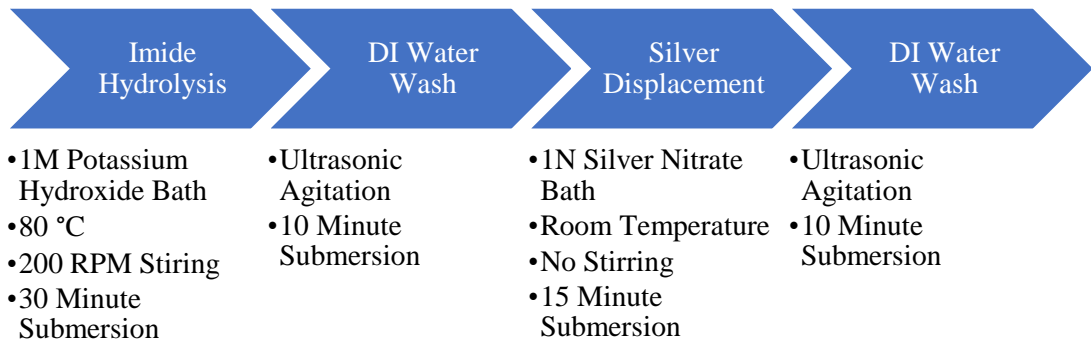 Imide
Hydrolysis
DI Water
Wash
Silver
Displacement
DI Water
Wash
•1M Potassium
Hydroxide Bath
•80 °C
•200 RPM Stiring
•30 Minute
Submersion
•Ultrasonic
Agitation
•10 Minute
Submersion
•1N Silver Nitrate
Bath
•Room Temperature
•No Stirring
•15 Minute
Submersion
•Ultrasonic
Agitation
•10 Minute
Submersion